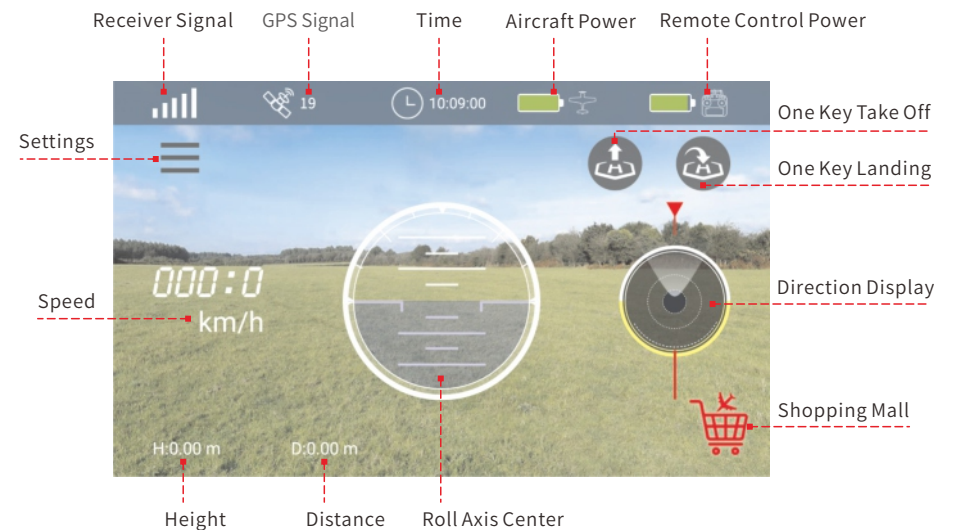 Receiver Signal
GPS Signal
Time
Aircraft Power
Remote Control Power
19
10:09:00
One Key Take Off
Settings
One Key Landing
H
H
000:0
km/h
Speed
Direction Display
Shopping Mall
H:0.00 m
D:0.00 m
Height
Distance
Roll Axis Center